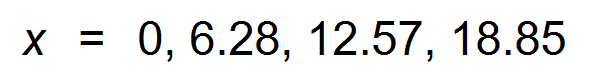 x = 0, 6.28, 12.57, 18.85